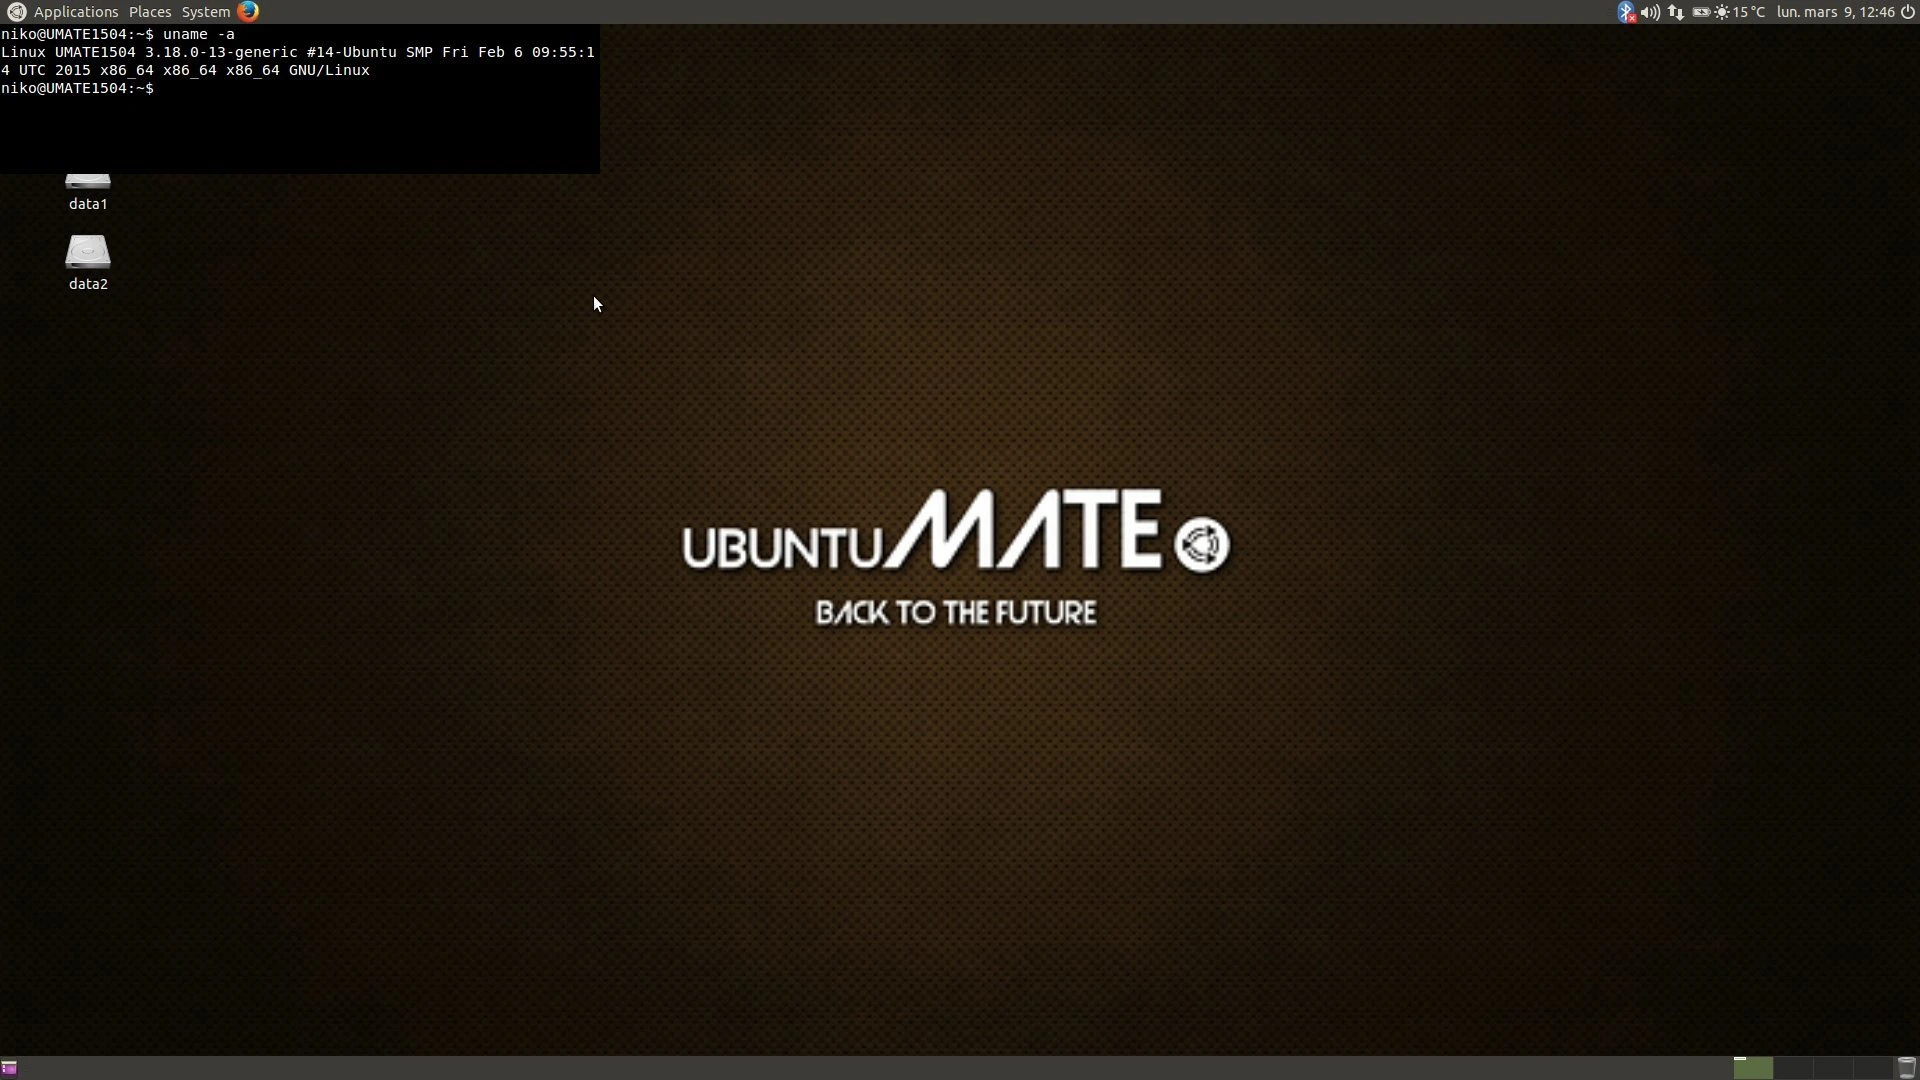 Applications Places System 15 °C lun. mars 9, 12:46
niko@UMATE1504:~$ uname -a
Linux UMATE1504 3.18.0-13-generic #14-Ubuntu SMP Fri Feb 6 09:55:1
4 UTC 2015 x86_64 x86_64 x86_64 GNU/Linux
niko@UMATE1504:~$
data1
data2
UBUNTU MATE
BACK TO THE FUTURE